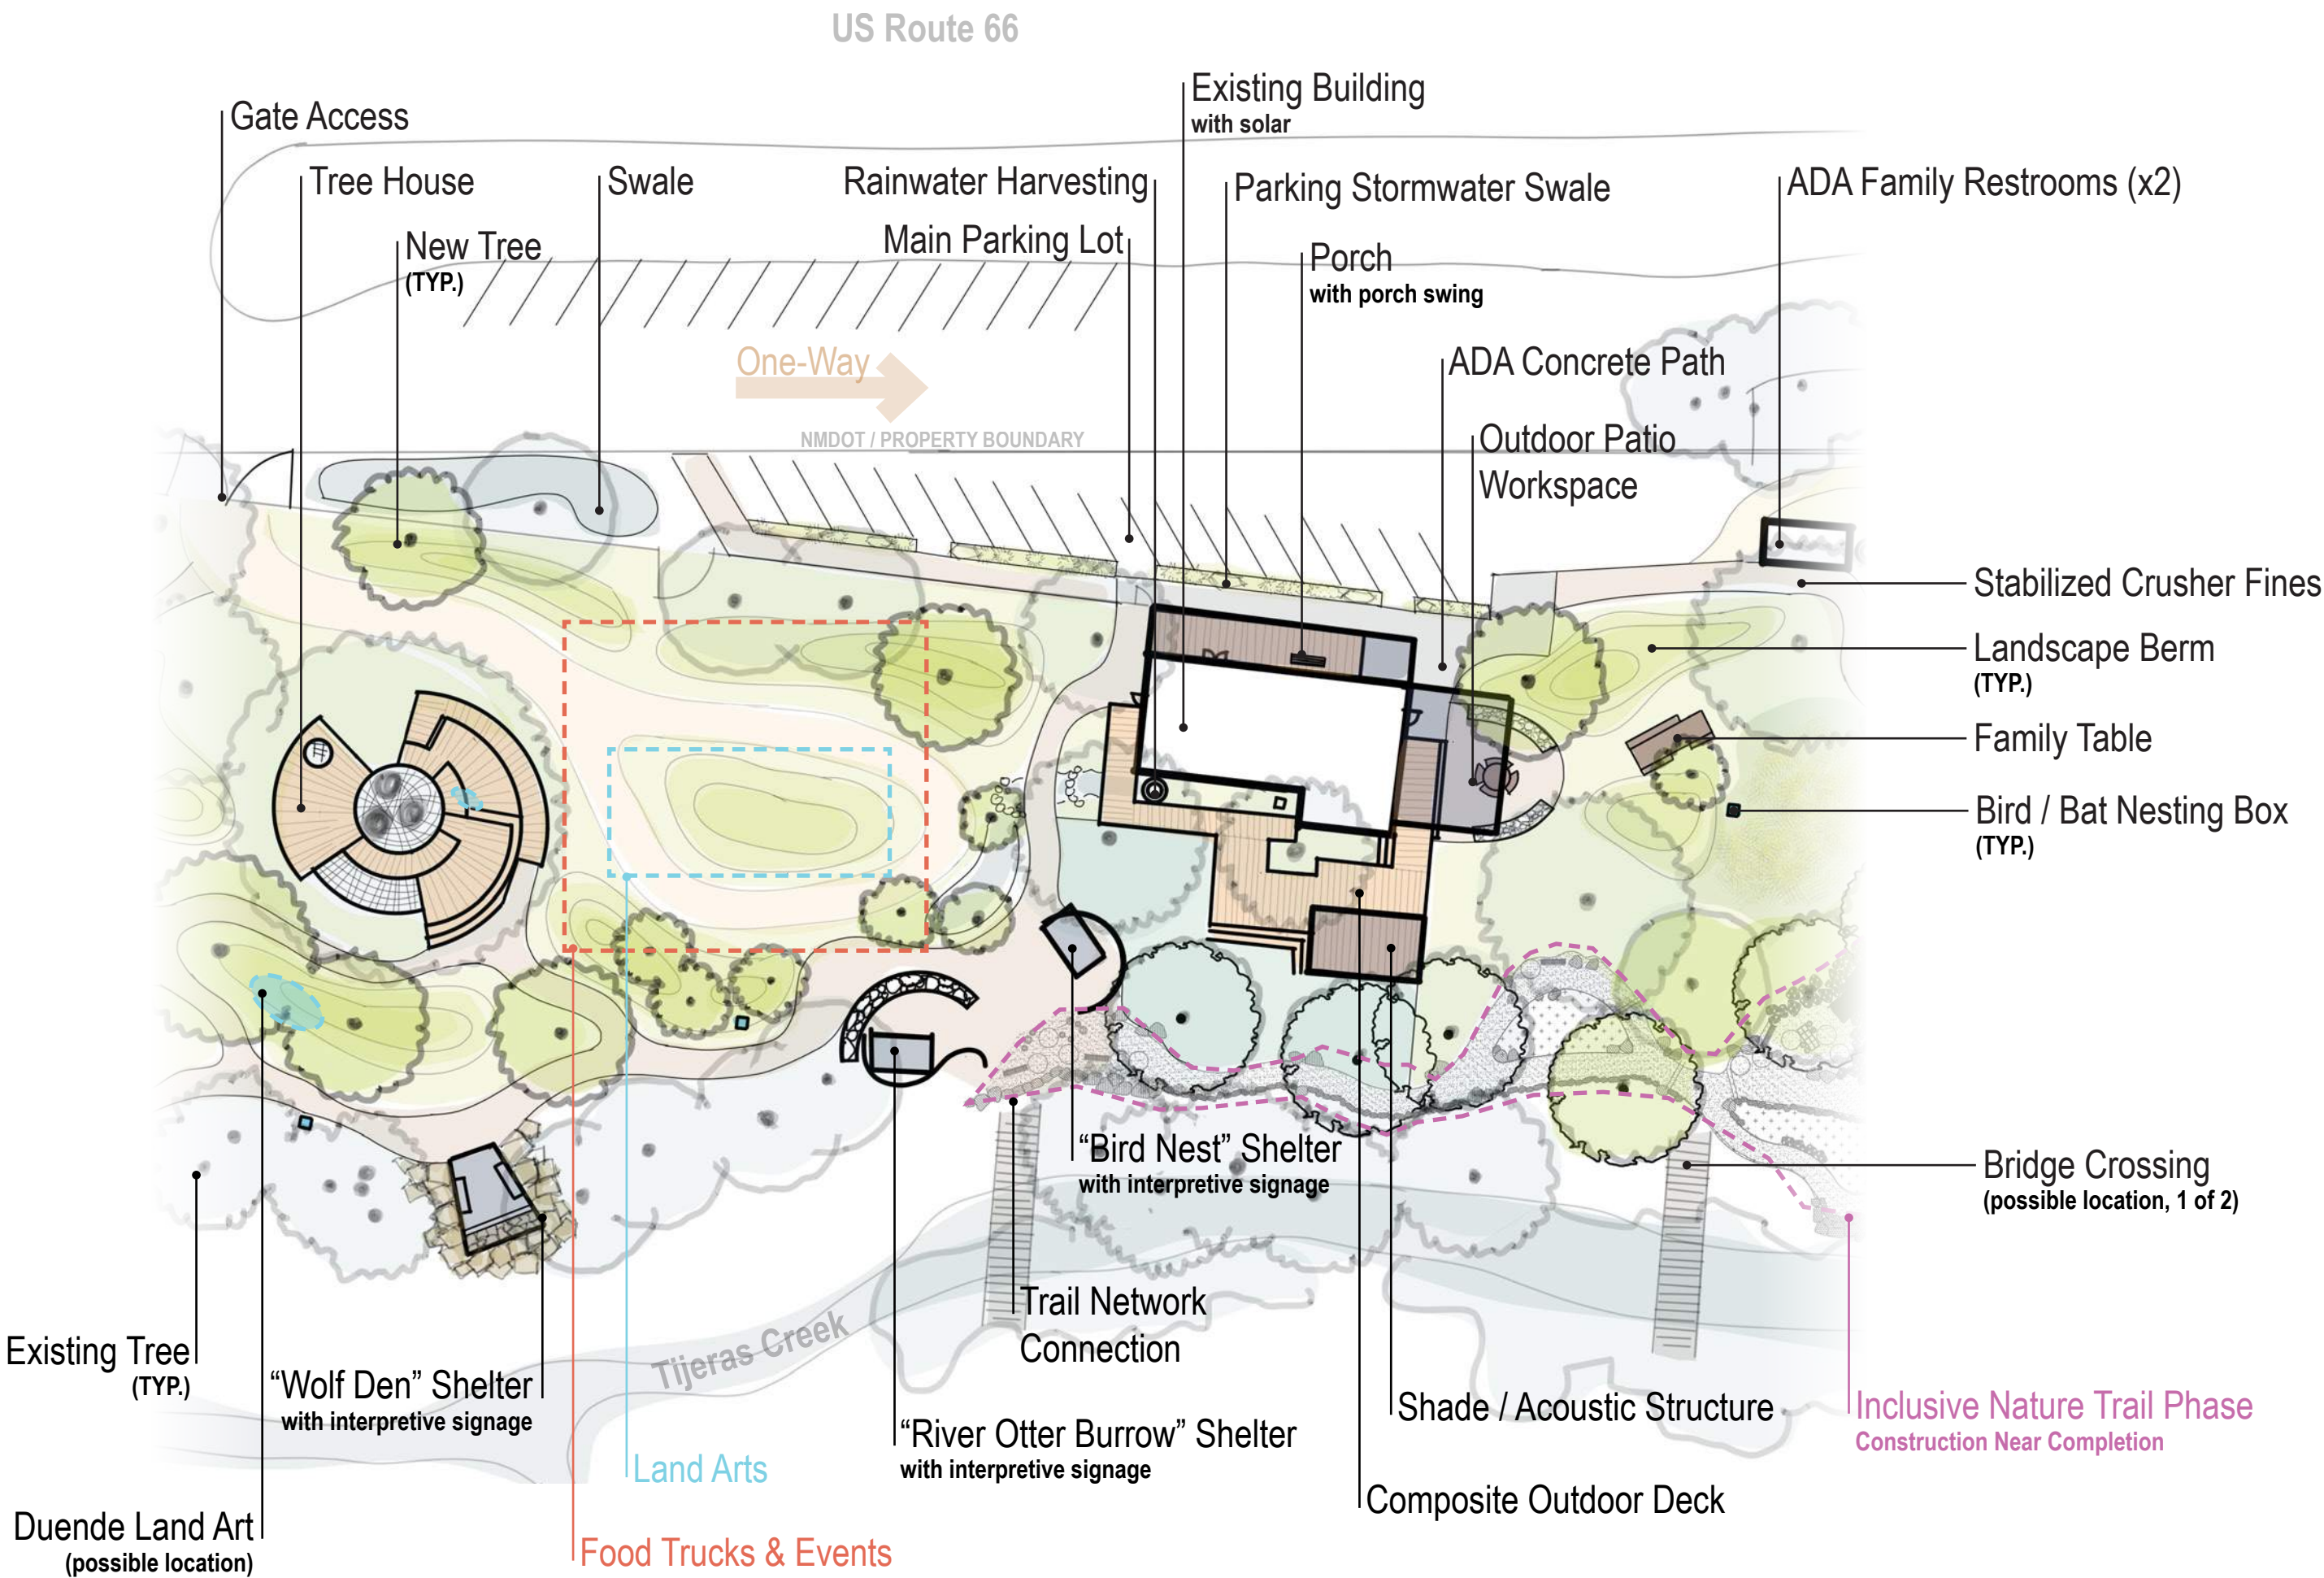 US Route 66
Existing Building
with solar
Gate Access
Tree House
Swale
Rainwater Harvesting
Parking Stormwater Swale
ADA Family Restrooms (x2)
New Tree
(TYP.)
Main Parking Lot
Porch
with porch swing
One-Way
ADA Concrete Path
NMDOT / PROPERTY BOUNDARY
Outdoor Patio
Workspace
Stabilized Crusher Fines
Landscape Berm
(TYP.)
Family Table
Bird / Bat Nesting Box
(TYP.)
"Bird Nest" Shelter
with interpretive signage
Bridge Crossing
(possible location, 1 of 2)
Trail Network
Connection
Tijeras Creek
Existing Tree
(TYP.)
"Wolf Den" Shelter
with interpretive signage
"River Otter Burrow" Shelter
with interpretive signage
Shade / Acoustic Structure
Inclusive Nature Trail Phase
Construction Near Completion
Land Arts
Composite Outdoor Deck
Duende Land Art
(possible location)
Food Trucks & Events